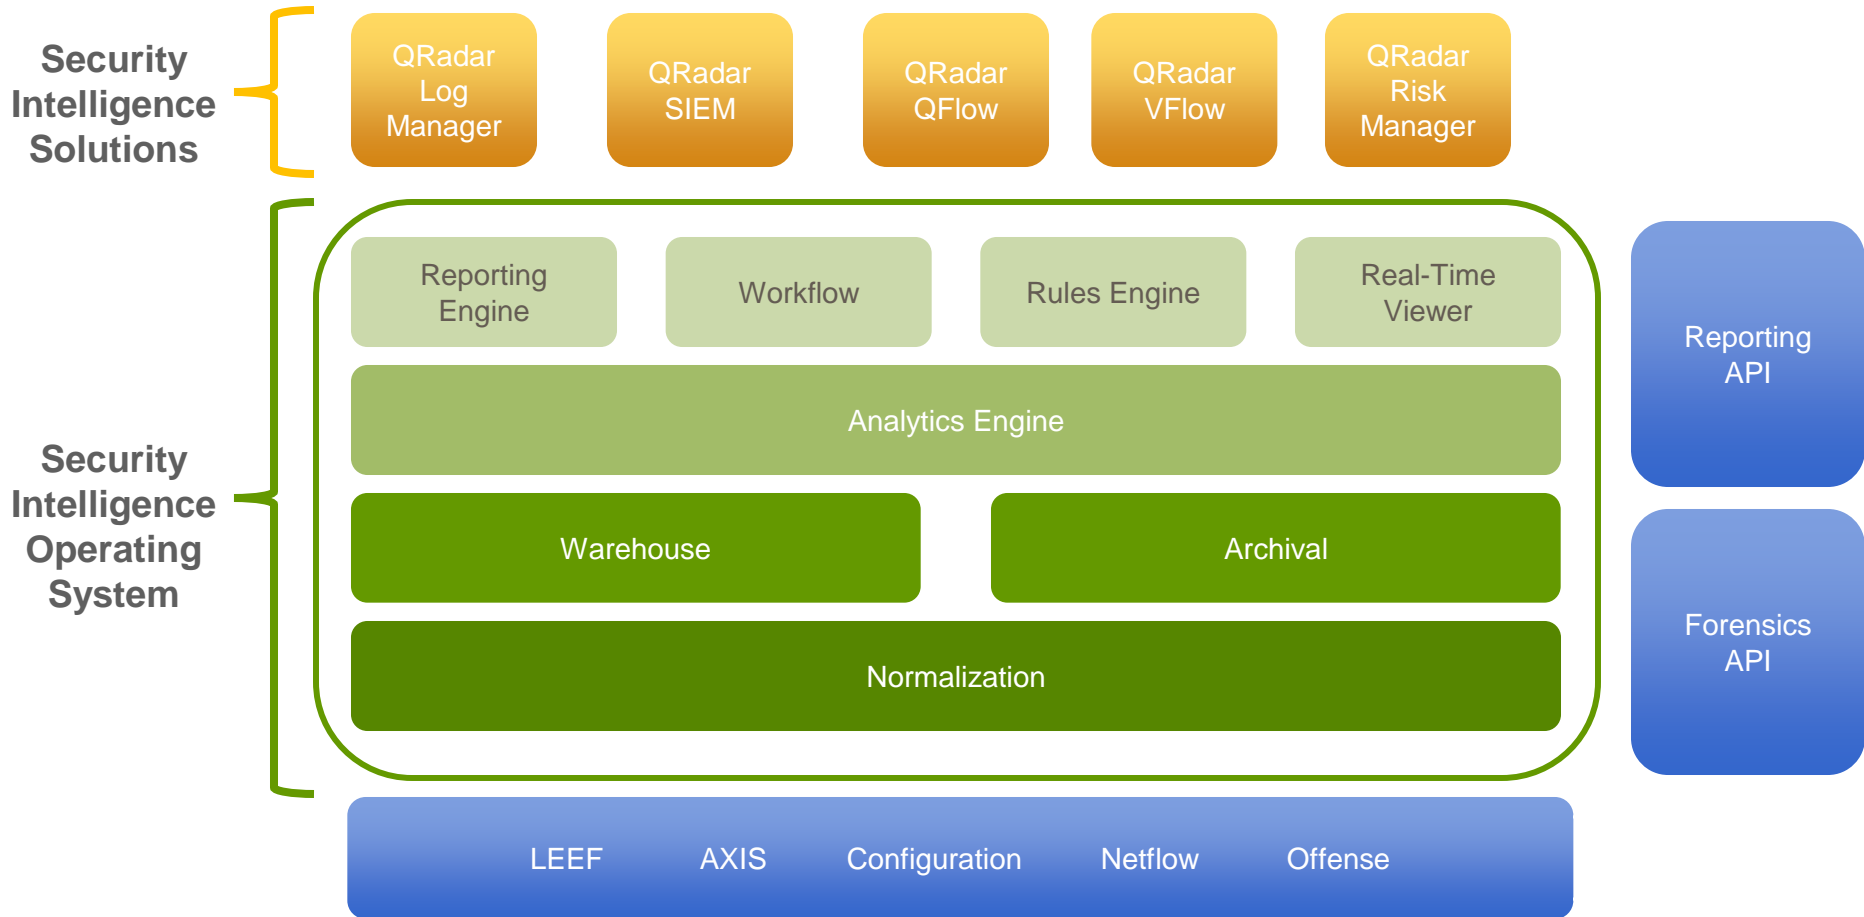 Security
Intelligence
Solutions
QRadar
Log
Manager
QRadar
SIEM
QRadar
QFlow
QRadar
VFlow
QRadar
Risk
Manager
Security
Intelligence
Operating
System
Reporting
Engine
Workflow
Rules Engine
Real-Time
Viewer
Analytics Engine
Warehouse
Archival
Normalization
Reporting
API
Forensics
API
LEEF AXIS Configuration Netflow Offense